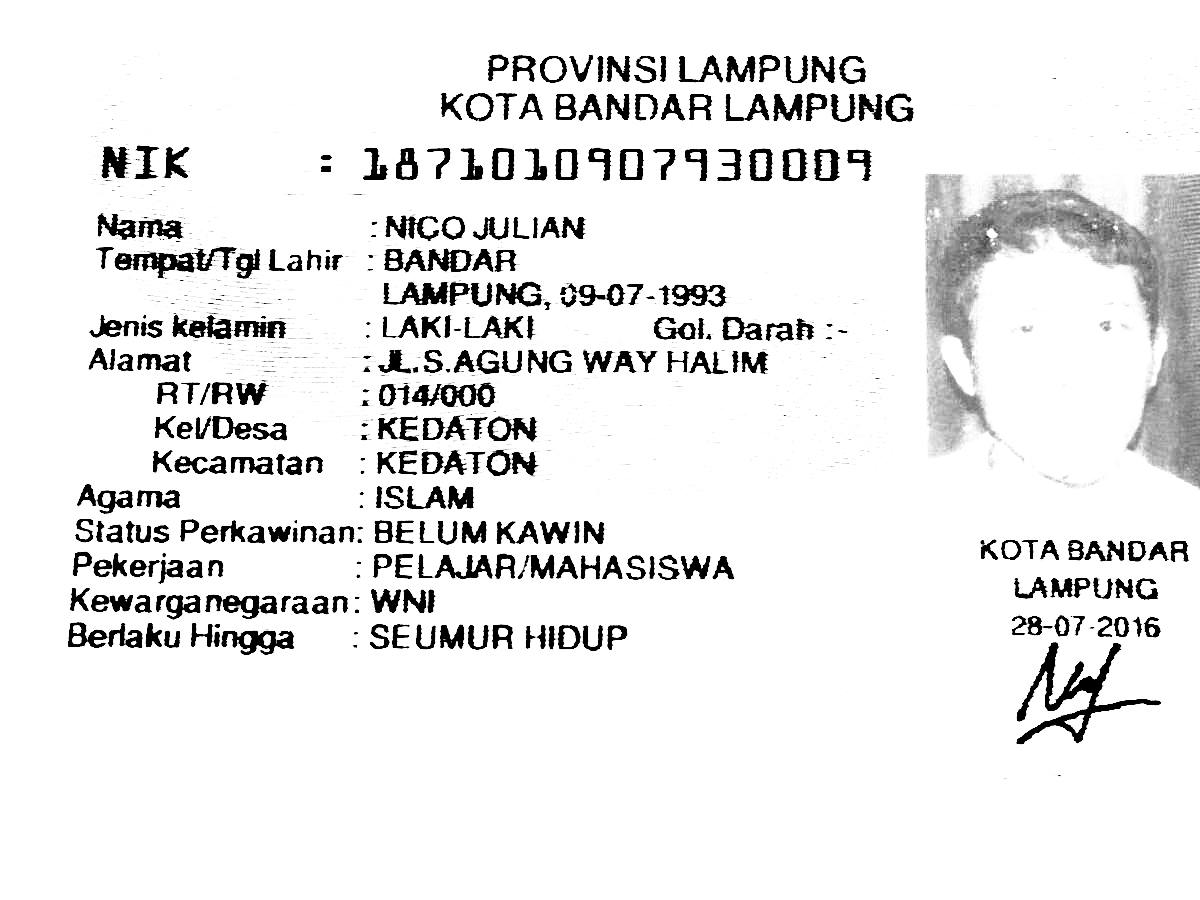 PROVINSI LAMPUNG
KOTA BANDAR LAMPUNG
NIK : 1871010907930009
Nama : NICO JULIAN
Tempat/Tgl Lahir : BANDAR
LAMPUNG, 09-07-1993
Jenis kelamin : LAKI-LAKI Gol. Darah :-
Alamat : JL.S.AGUNG WAY HALIM
RT/RW : 014/000
Kel/Desa : KEDATON
Kecamatan : KEDATON
Agama : ISLAM
Status Perkawinan: BELUM KAWIN
Pekerjaan : PELAJAR/MAHASISWA
Kewarganegaraan: WNI
Berlaku Hingga : SEUMUR HIDUP
KOTA BANDAR
LAMPUNG
28-07-2016